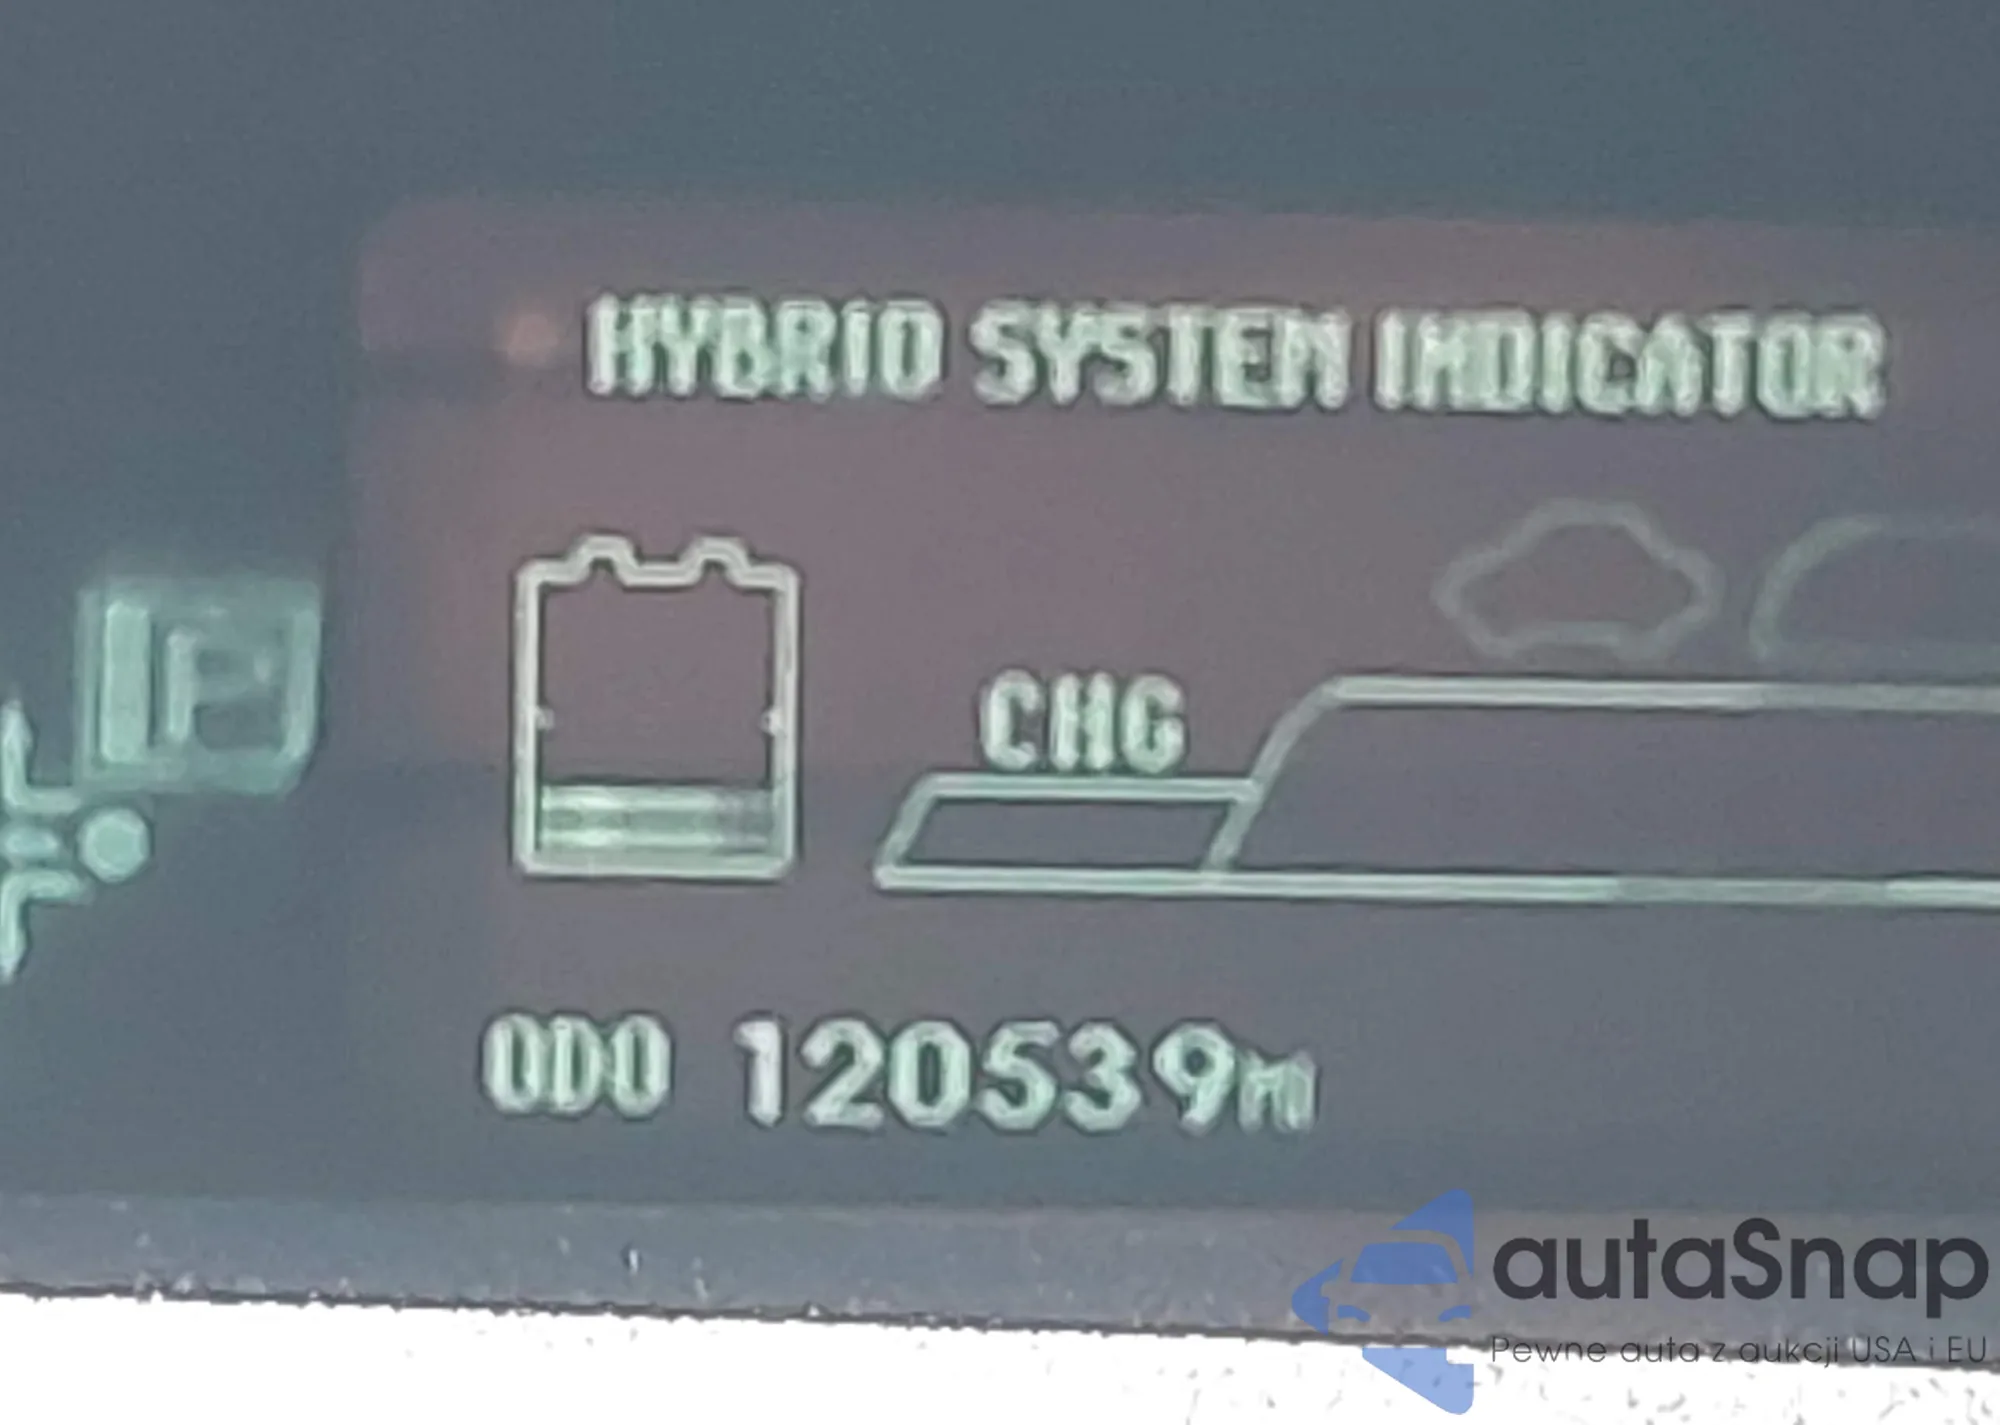 HYBRID SYSTEM INDICATOR
P
CHG
ODO 120539MI
autaSnap
Pewne auta z aukcji USA i EU